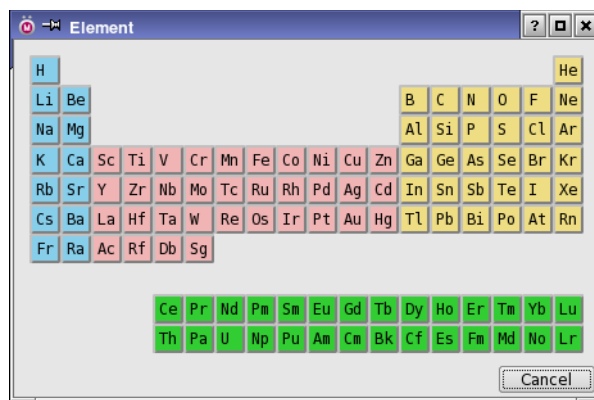 Element ?
H He
Li Be B C N O F Ne
Na Mg Al Si P S Cl Ar
K Ca Sc Ti V Cr Mn Fe Co Ni Cu Zn Ga Ge As Se Br Kr
Rb Sr Y Zr Nb Mo Tc Ru Rh Pd Ag Cd In Sn Sb Te I Xe
Cs Ba La Hf Ta W Re Os Ir Pt Au Hg Tl Pb Bi Po At Rn
Fr Ra Ac Rf Db Sg
Ce Pr Nd Pm Sm Eu Gd Tb Dy Ho Er Tm Yb Lu
Th Pa U Np Pu Am Cm Bk Cf Es Fm Md No Lr
Cancel